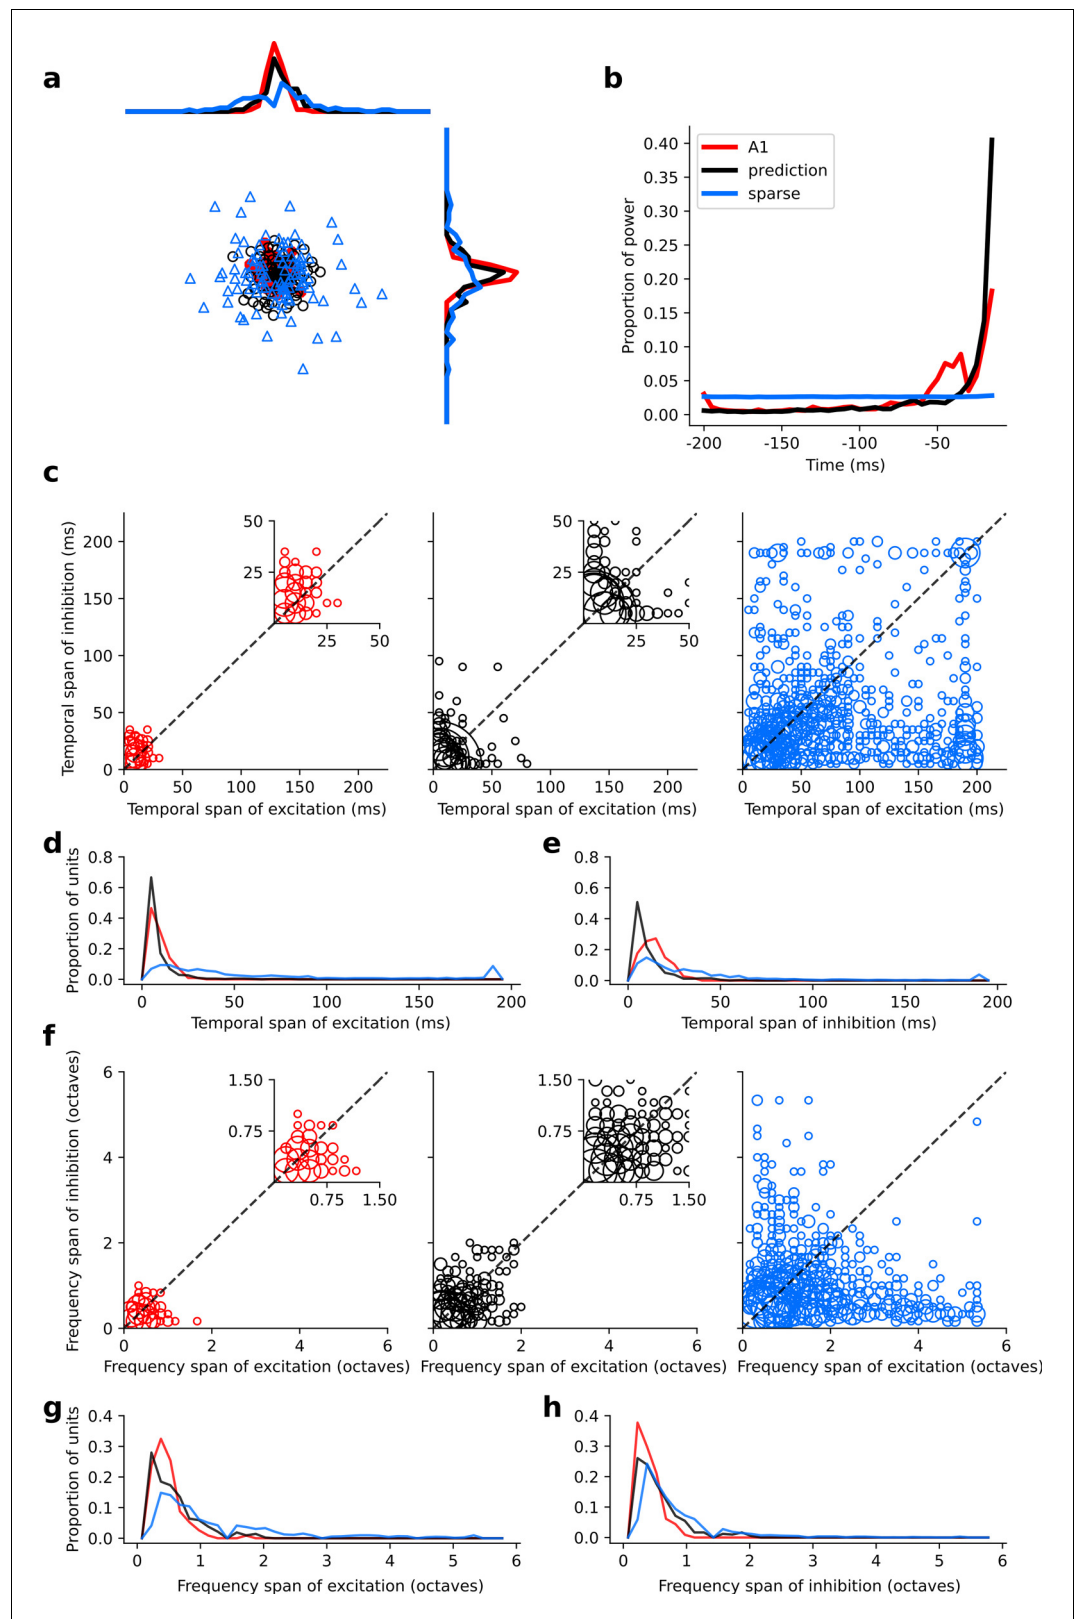 a
b
0.40
0.35
0.30
0.25
0.20
0.15
0.10
0.05
0.00
Proportion of power
A1
prediction
sparse
-200 -150 -100 -50
Time (ms)
c
Temporal span of inhibition (ms)
200
150
100
50
0
50
25
25 50
0 50 100 150 200
Temporal span of excitation (ms)
50
25
25 50
0 50 100 150 200
Temporal span of excitation (ms)
0 50 100 150 200
Temporal span of excitation (ms)
d
Proportion of units
0.8
0.6
0.4
0.2
0.0
0 50 100 150 200
Temporal span of excitation (ms)
e
0.8
0.6
0.4
0.2
0.0
0 50 100 150 200
Temporal span of inhibition (ms)
f
Frequency span of inhibition (octaves)
6
4
2
0
1.50
0.75
0.75 1.50
0 2 4 6
Frequency span of excitation (octaves)
1.50
0.75
0.75 1.50
0 2 4 6
Frequency span of excitation (octaves)
0 2 4 6
Frequency span of excitation (octaves)
g
Proportion of units
0.4
0.3
0.2
0.1
0.0
0 1 2 3 4 5 6
Frequency span of excitation (octaves)
h
0.4
0.3
0.2
0.1
0.0
0 1 2 3 4 5 6
Frequency span of inhibition (octaves)